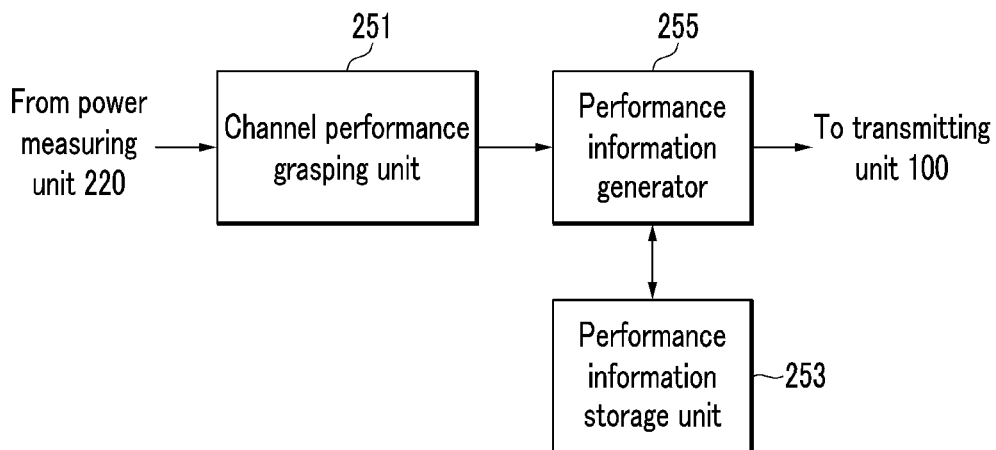 251
255
From power
measuring
unit 220
Channel performance
grasping unit
Performance
information
generator
To transmitting
unit 100
Performance
information
storage unit
253